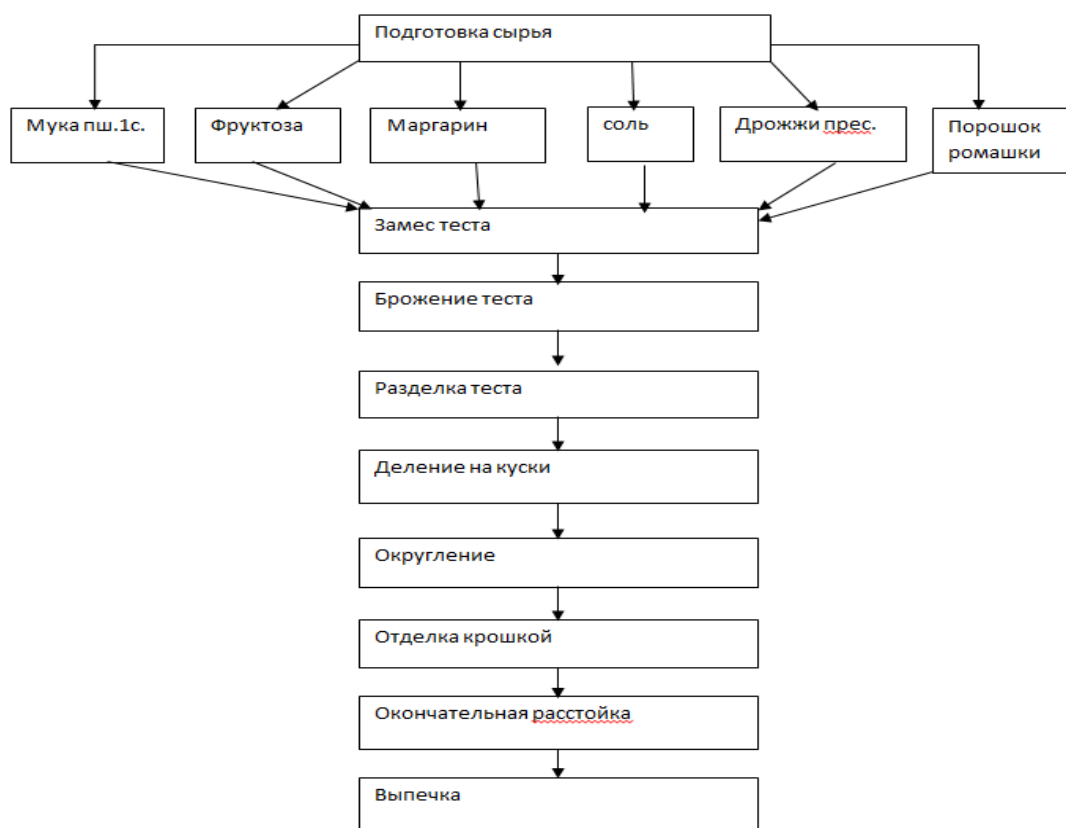 Подготовка сырья
Мука пш.1с.
Фруктоза
Маргарин
соль
Дрожжи прес.
Порошок
ромашки
Замес теста
Брожение теста
Разделка теста
Деление на куски
Округление
Отделка крошкой
Окончательная расстойка
Выпечка